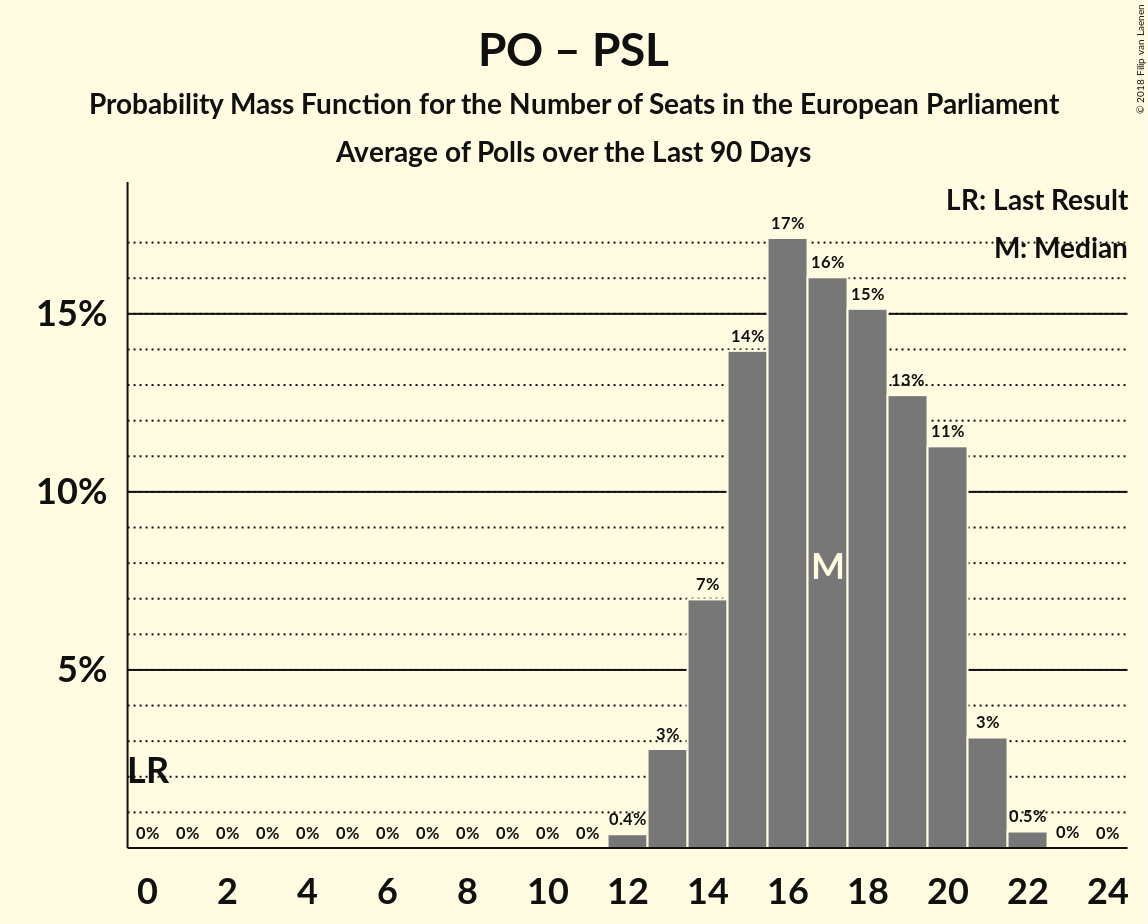 PO – PSL
Probability Mass Function for the Number of Seats in the European Parliament
Average of Polls over the Last 90 Days
© 2018 Filip van Laenen
LR: Last Result
M: Median
15%
10%
5%
0% 0% 0% 0% 0% 0% 0% 0% 0% 0% 0% 0% 0.4% 3% 7% 14% 17% 16% 15% 13% 11% 3% 0.5% 0% 0%
LR
M
0 2 4 6 8 10 12 14 16 18 20 22 24